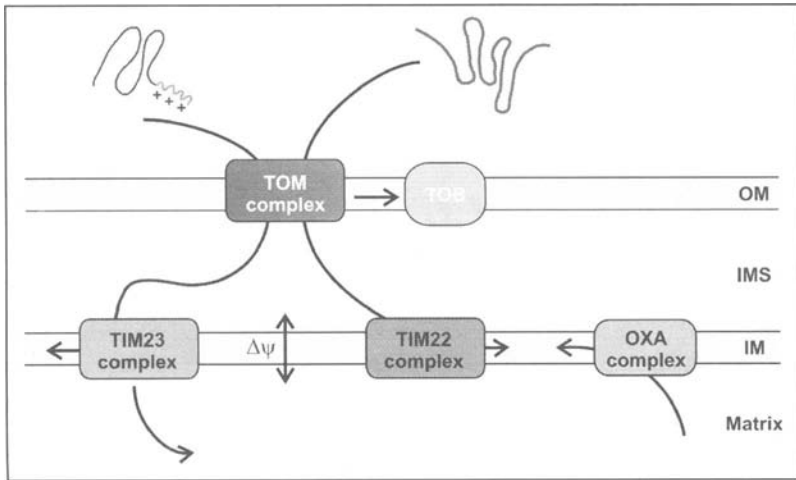 + + +
TOM
complex
TOB
OM
IMS
TIM23
complex
Δψ
TIM22
complex
OXA
complex
IM
Matrix